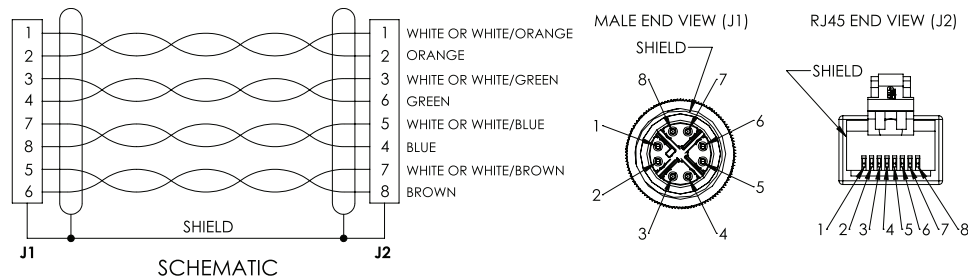 1 1 WHITE OR WHITE/ORANGE
2 2 ORANGE
3 3 WHITE OR WHITE/GREEN
4 6 GREEN
7 5 WHITE OR WHITE/BLUE
8 4 BLUE
5 7 WHITE OR WHITE/BROWN
6 8 BROWN
SHIELD
J1 J2
SCHEMATIC
MALE END VIEW (J1)
SHIELD
8 7
1 6
2 5
3 4
RJ45 END VIEW (J2)
SHIELD
1 2 3 4 5 6 7 8